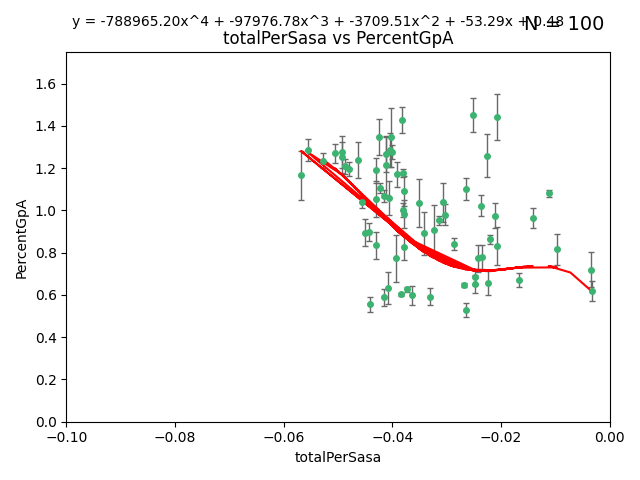 y = -788965.20x^4 + -97976.78x^3 + -3709.51x^2 + -53.29x + 0.48
N = 100
totalPerSasa vs PercentGpA
PercentGpA
1.6
1.4
1.2
1.0
0.8
0.6
0.4
0.2
0.0
−0.10 −0.08 −0.06 −0.04 −0.02 0.00
totalPerSasa